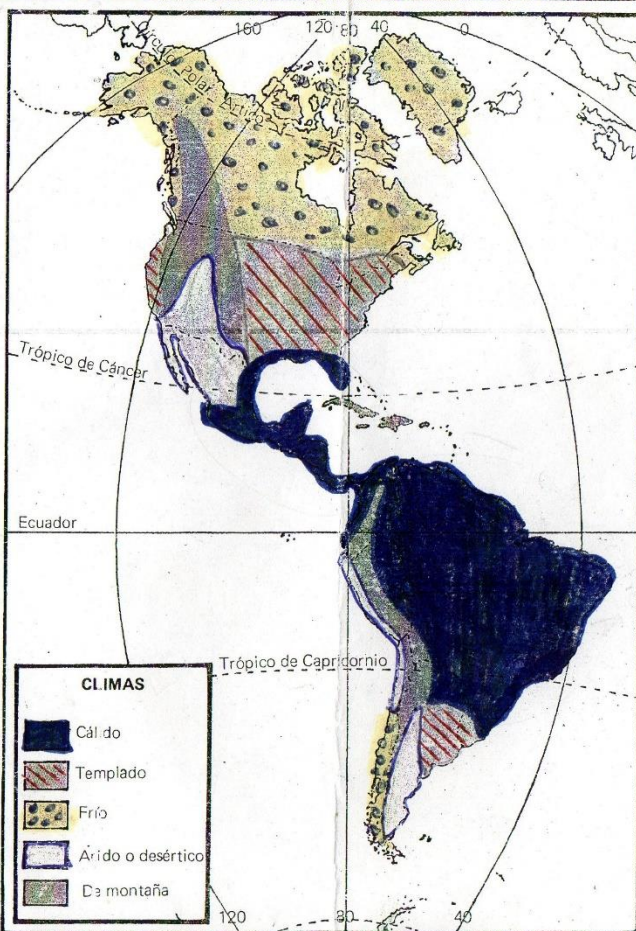 160 120 80 40 0
Círculo Polar Ártico
Trópico de Cáncer
Ecuador
Trópico de Capricornio
CLIMAS
Cálido
Templado
Frío
Árido o desértico
De montaña
120 80 40